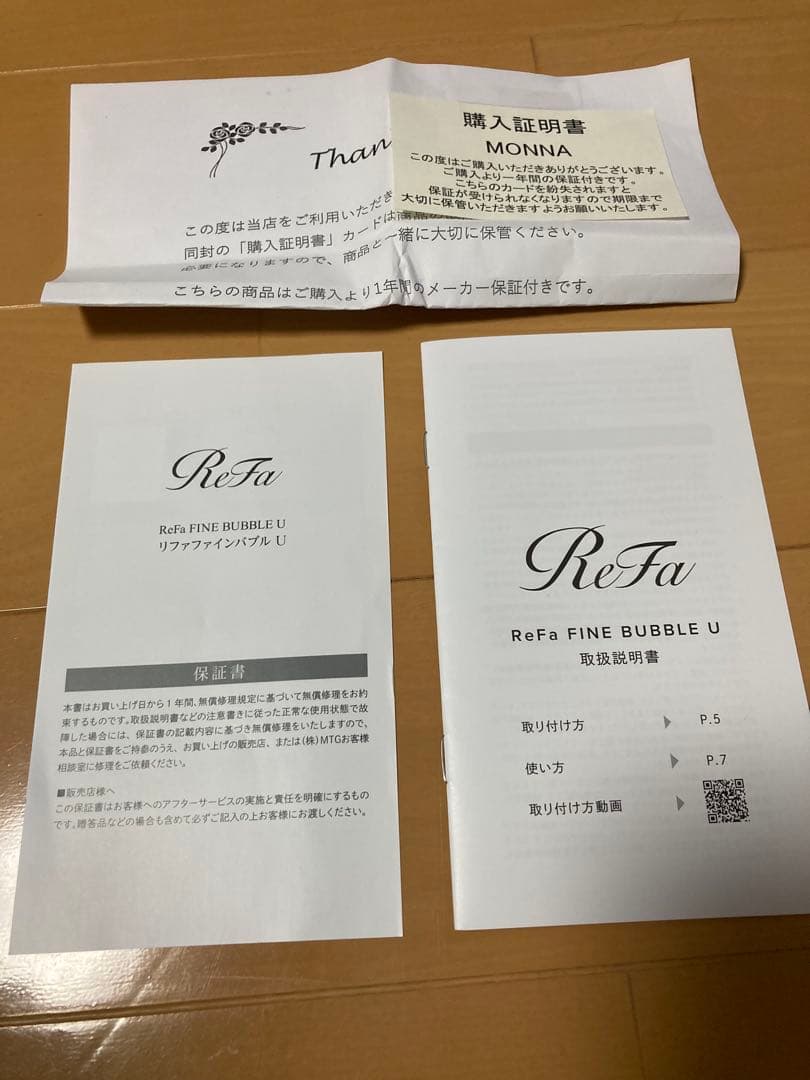 Than
購入証明書
MONNA
この度はご購入いただきありがとうございます。
ご購入より一年間の保証付きです。
こちらのカードを紛失されますと
保証が受けられなくなりますので期限まで
大切に保管いただきますようお願いいたします。
この度は当店をご利用いただき
同封の「購入証明書」カードは商品の
必要になりますので、商品と一緒に大切に保管ください。
こちらの商品はご購入より1年間のメーカー保証付きです。
ReFa
ReFa FINE BUBBLE U
リファファインバブル U
保証書
本書はお買い上げ日から1年間、無償修理規定に基づいて無償修理をお約
束するものです。取扱説明書などの注意書きに従った正常な使用状態で故
障した場合には、保証書の記載内容に基づき無償修理をいたしますので、
本品と保証書をご持参のうえ、お買い上げの販売店、または(株)MTGお客様
相談室に修理をご依頼ください。
■販売店様へ
この保証書はお客様へのアフターサービスの実施と責任を明確にするもの
です。贈答品などの場合も含めて必ずご記入の上お客様にお渡しください。
ReFa
ReFa FINE BUBBLE U
取扱説明書
取り付け方 ▶ P.5
使い方 ▶ P.7
取り付け方動画 ▶